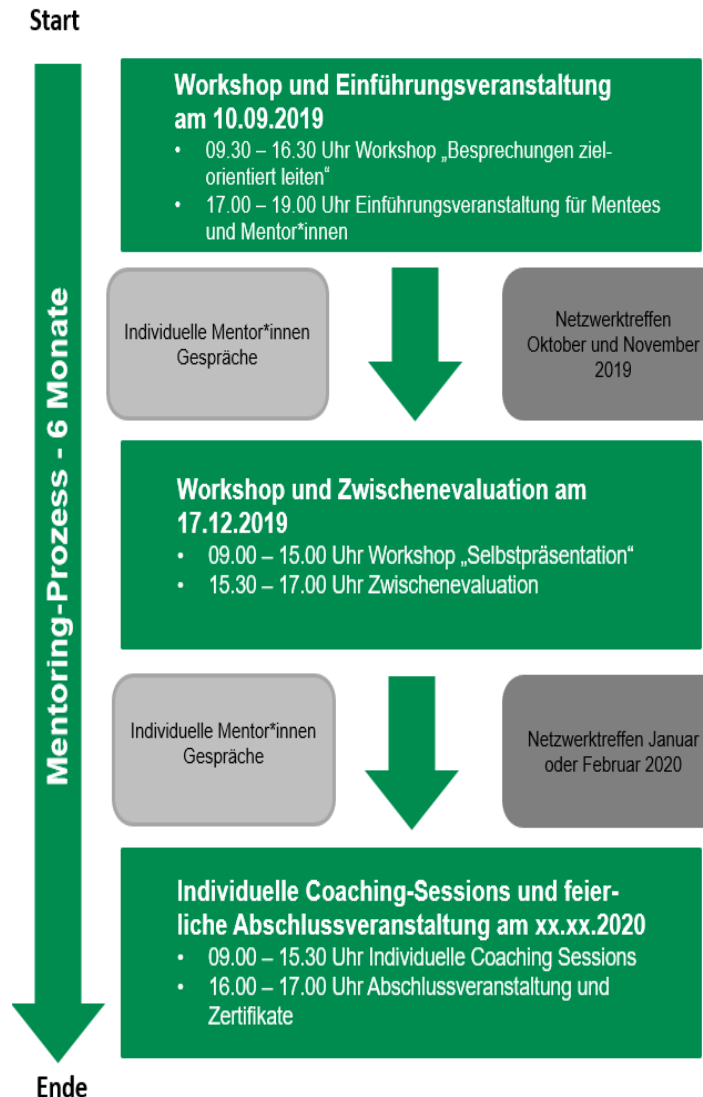 Start
Workshop und Einführungsveranstaltung
am 10.09.2019
• 09.30 – 16.30 Uhr Workshop „Besprechungen ziel-
orientiert leiten“
• 17.00 – 19.00 Uhr Einführungsveranstaltung für Mentees
und Mentor*innen
Mentoring-Prozess - 6 Monate
Individuelle Mentor*innen
Gespräche
Netzwerktreffen
Oktober und November
2019
Workshop und Zwischenevaluation am
17.12.2019
• 09.00 – 15.00 Uhr Workshop „Selbstpräsentation“
• 15.30 – 17.00 Uhr Zwischenevaluation
Individuelle Mentor*innen
Gespräche
Netzwerktreffen Januar
oder Februar 2020
Individuelle Coaching-Sessions und feier-
liche Abschlussveranstaltung am xx.xx.2020
• 09.00 – 15.30 Uhr Individuelle Coaching Sessions
• 16.00 – 17.00 Uhr Abschlussveranstaltung und
Zertifikate
Ende